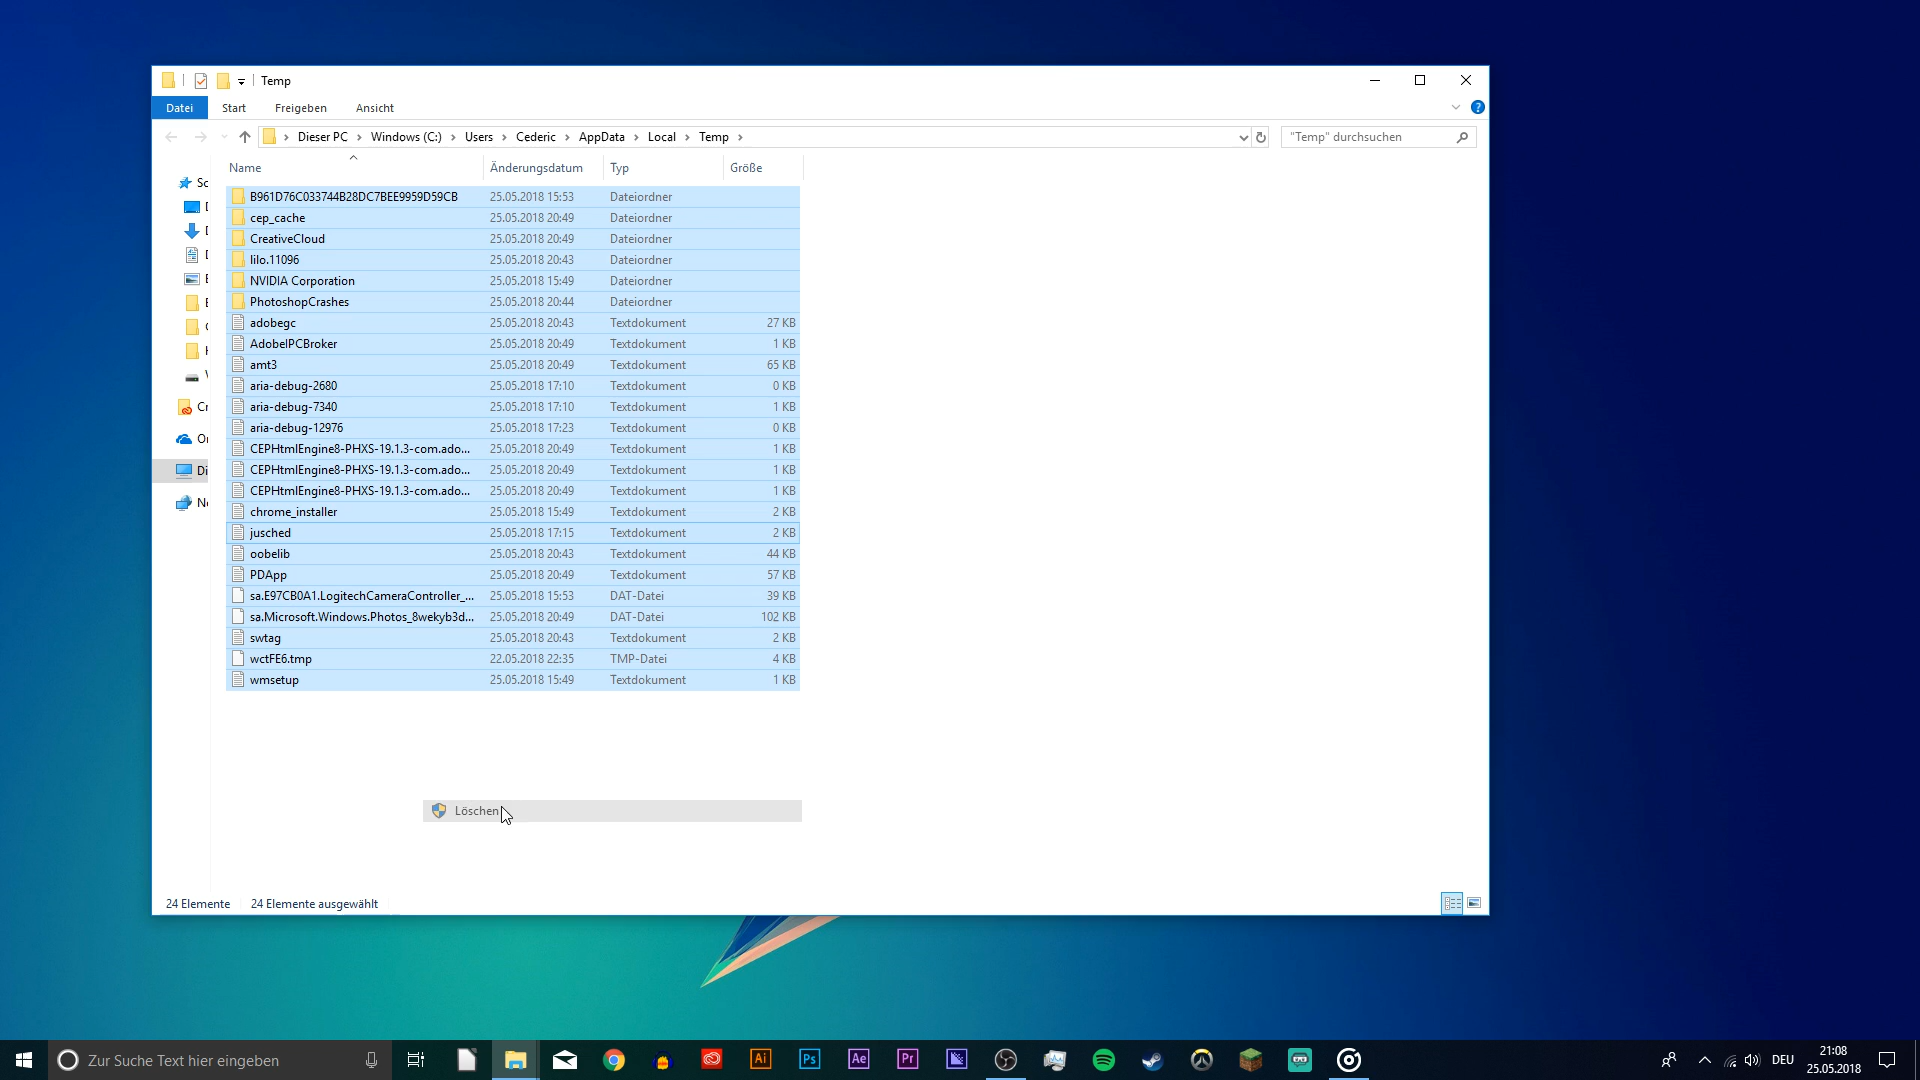 Temp
Datei Start Freigeben Ansicht
Dieser PC Windows (C:) Users Cederic AppData Local Temp
"Temp" durchsuchen
Name Änderungsdatum Typ Größe
B961D76C033744B28DC7BEE9959D59CB 25.05.2018 15:53 Dateiordner
cep_cache 25.05.2018 20:49 Dateiordner
CreativeCloud 25.05.2018 20:49 Dateiordner
lilo.11096 25.05.2018 20:43 Dateiordner
NVIDIA Corporation 25.05.2018 15:49 Dateiordner
PhotoshopCrashes 25.05.2018 20:44 Dateiordner
adobegc 25.05.2018 20:43 Textdokument 27 KB
AdobeIPCBroker 25.05.2018 20:49 Textdokument 1 KB
amt3 25.05.2018 20:49 Textdokument 65 KB
aria-debug-2680 25.05.2018 17:10 Textdokument 0 KB
aria-debug-7340 25.05.2018 17:10 Textdokument 1 KB
aria-debug-12976 25.05.2018 17:23 Textdokument 0 KB
CEPHtmlEngine8-PHXS-19.1.3-com.ado... 25.05.2018 20:49 Textdokument 1 KB
CEPHtmlEngine8-PHXS-19.1.3-com.ado... 25.05.2018 20:49 Textdokument 1 KB
CEPHtmlEngine8-PHXS-19.1.3-com.ado... 25.05.2018 20:49 Textdokument 1 KB
chrome_installer 25.05.2018 15:49 Textdokument 2 KB
jusched 25.05.2018 17:15 Textdokument 2 KB
oobelib 25.05.2018 20:43 Textdokument 44 KB
PDApp 25.05.2018 20:49 Textdokument 57 KB
sa.E97CB0A1.LogitechCameraController_... 25.05.2018 15:53 DAT-Datei 39 KB
sa.Microsoft.Windows.Photos_8wekyb3d... 25.05.2018 20:49 DAT-Datei 102 KB
swtag 25.05.2018 20:43 Textdokument 2 KB
wctFE6.tmp 22.05.2018 22:35 TMP-Datei 4 KB
wmsetup 25.05.2018 15:49 Textdokument 1 KB
Löschen
24 Elemente 24 Elemente ausgewählt
Zur Suche Text hier eingeben
Ai Ps Ae Pr
DEU
21:08
25.05.2018